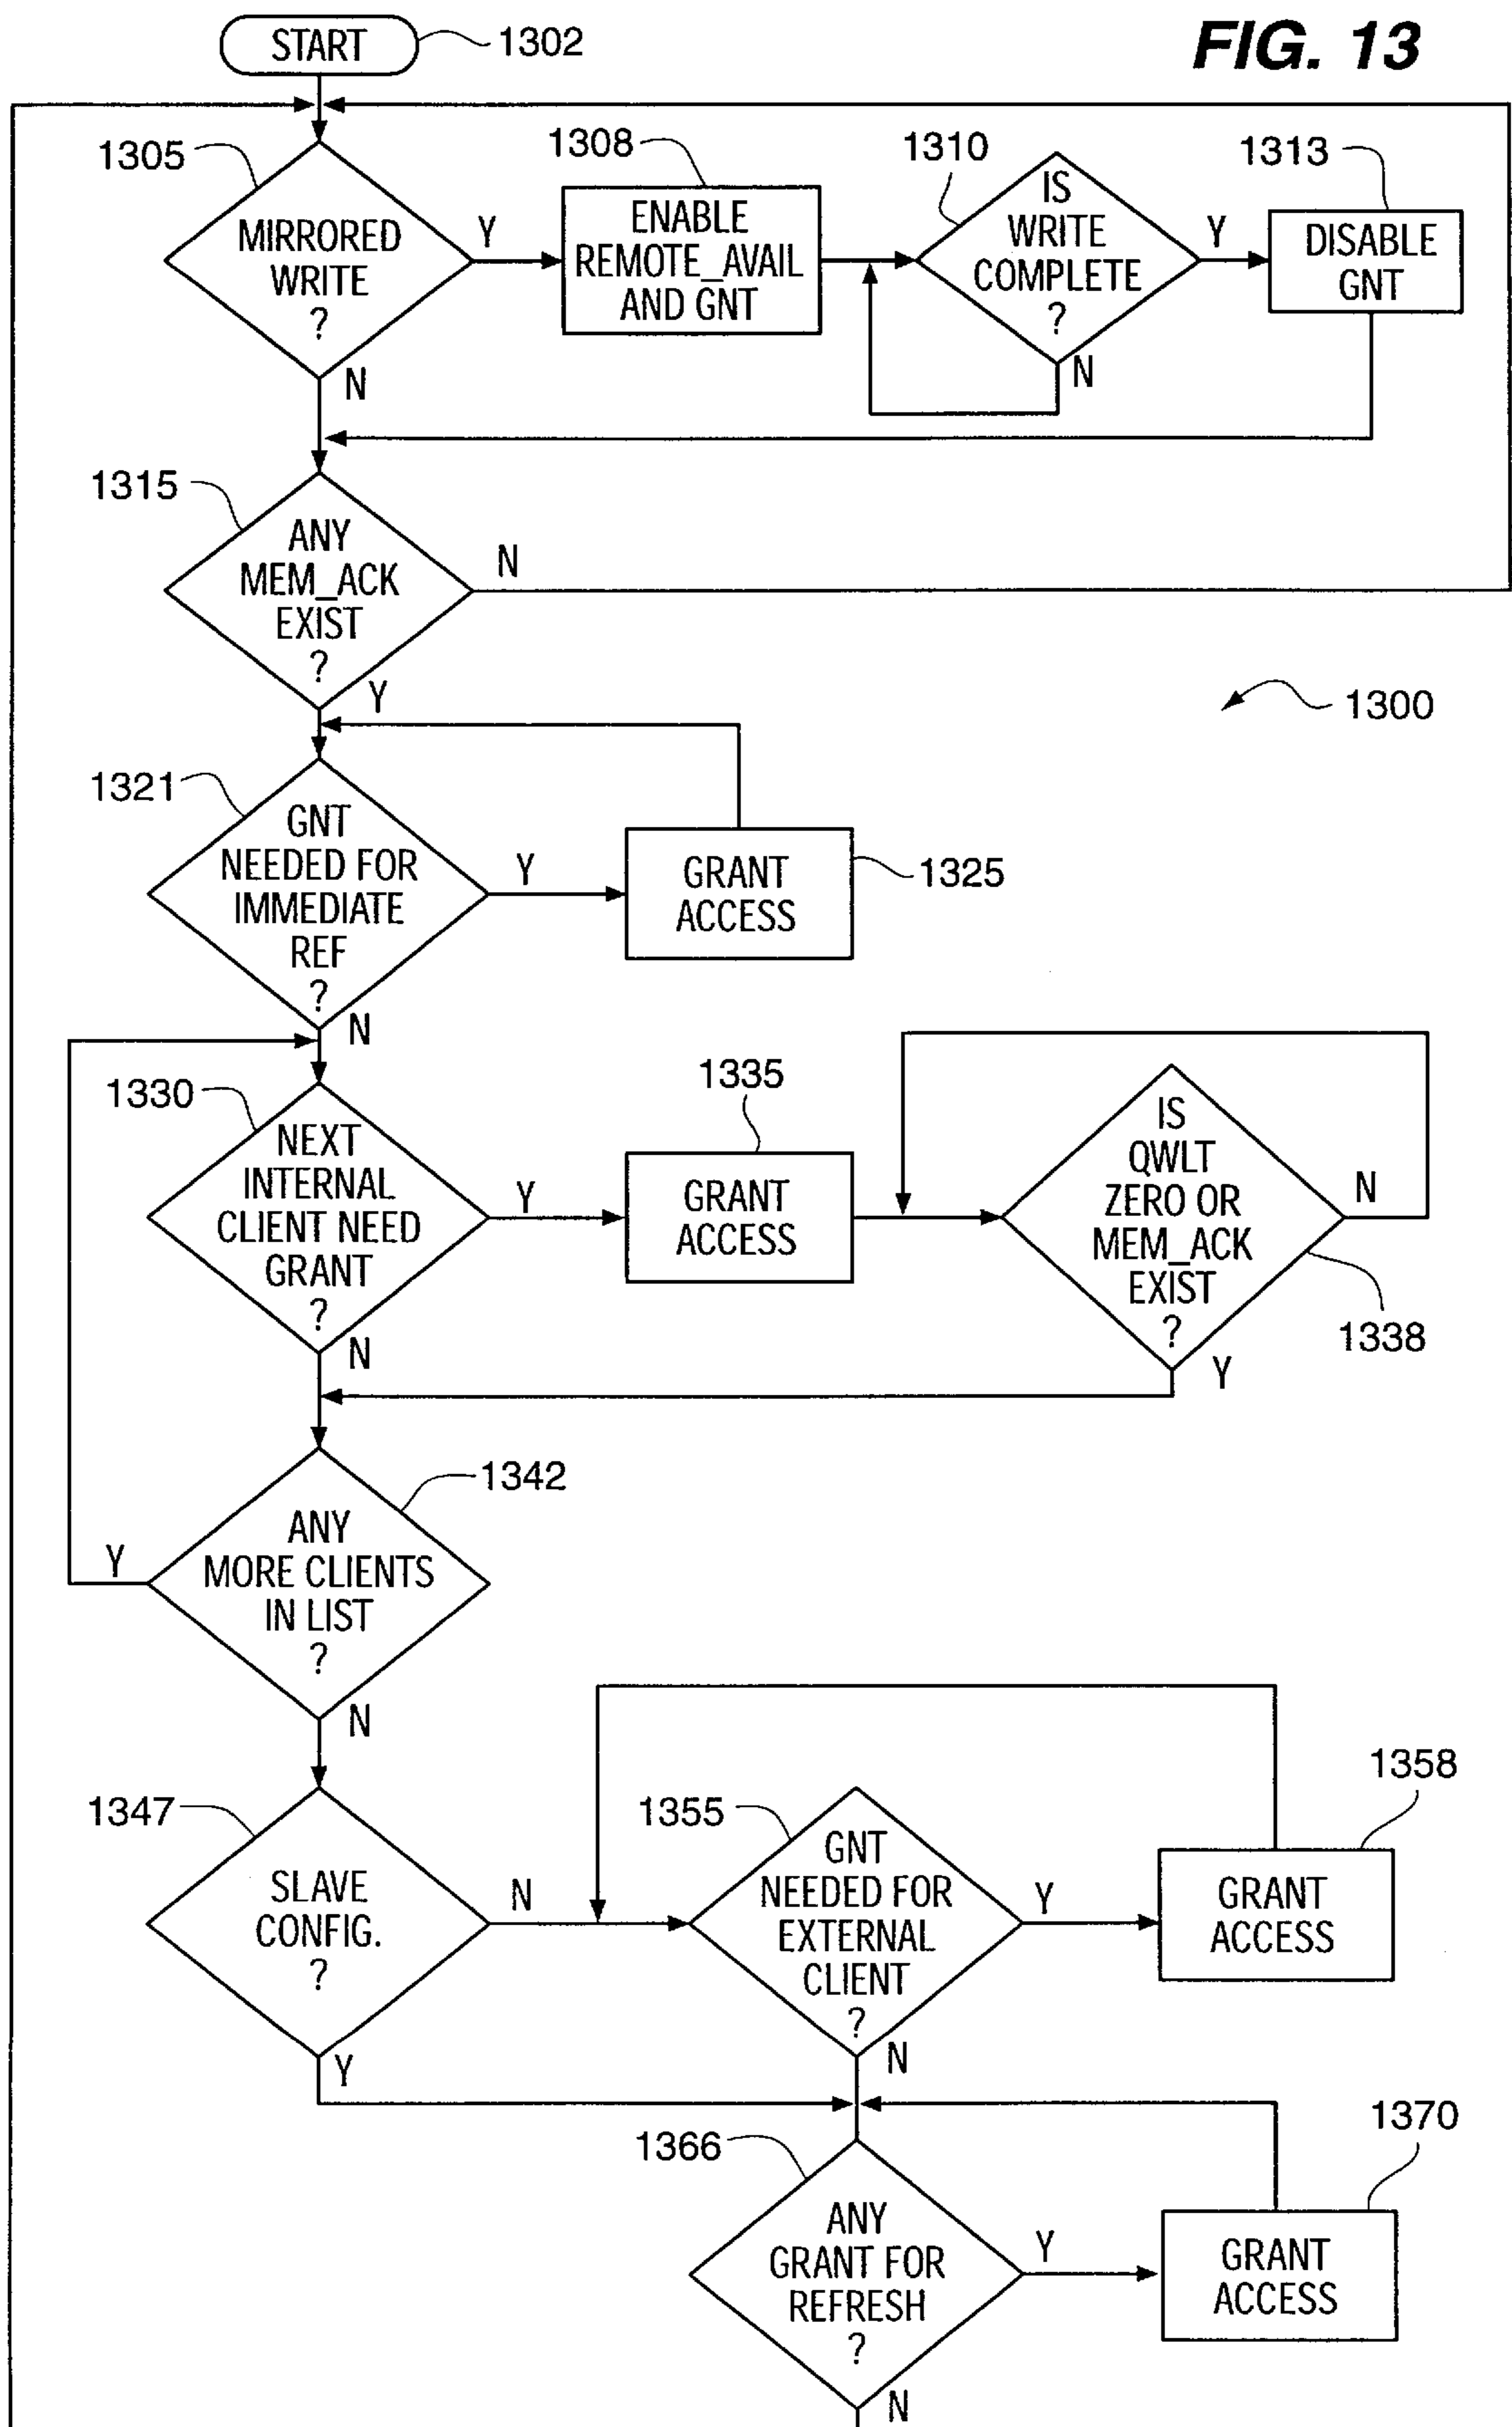 FIG. 13
START
1302
1305
MIRRORED
WRITE
?
Y
N
1308
ENABLE
REMOTE_AVAIL
AND GNT
1310
IS
WRITE
COMPLETE
?
Y
N
1313
DISABLE
GNT
1315
ANY
MEM_ACK
EXIST
?
N
Y
1300
1321
GNT
NEEDED FOR
IMMEDIATE
REF
?
Y
N
GRANT
ACCESS
1325
1330
NEXT
INTERNAL
CLIENT NEED
GRANT
?
Y
N
1335
GRANT
ACCESS
IS
QWLT
ZERO OR
MEM_ACK
EXIST
?
N
Y
1338
1342
ANY
MORE CLIENTS
IN LIST
?
Y
N
1347
SLAVE
CONFIG.
?
N
Y
1355
GNT
NEEDED FOR
EXTERNAL
CLIENT
?
Y
N
1358
GRANT
ACCESS
1366
ANY
GRANT FOR
REFRESH
?
Y
N
1370
GRANT
ACCESS